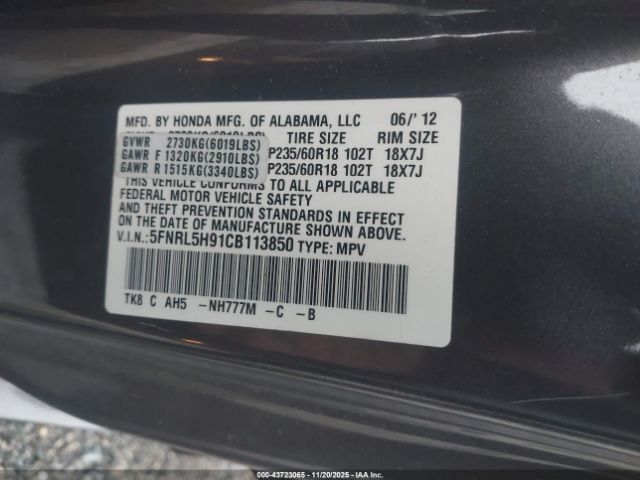 MFD. BY HONDA MFG. OF ALABAMA, LLC 06/' 12
TIRE SIZE RIM SIZE
GVWR 2730KG(6019LBS)
GAWR F 1320KG(2910LBS) P235/60R18 102T 18X7J
GAWR R 1515KG(3340LBS) P235/60R18 102T 18X7J
THIS VEHICLE CONFORMS TO ALL APPLICABLE
FEDERAL MOTOR VEHICLE SAFETY
AND THEFT PREVENTION STANDARDS IN EFFECT
ON THE DATE OF MANUFACTURE SHOWN ABOVE.
V.I.N.:5FNRL5H91CB113850 TYPE: MPV
TK8 C AH5 -NH777M -C -B
000-43723065 - 11/20/2025 - IAAI.COM